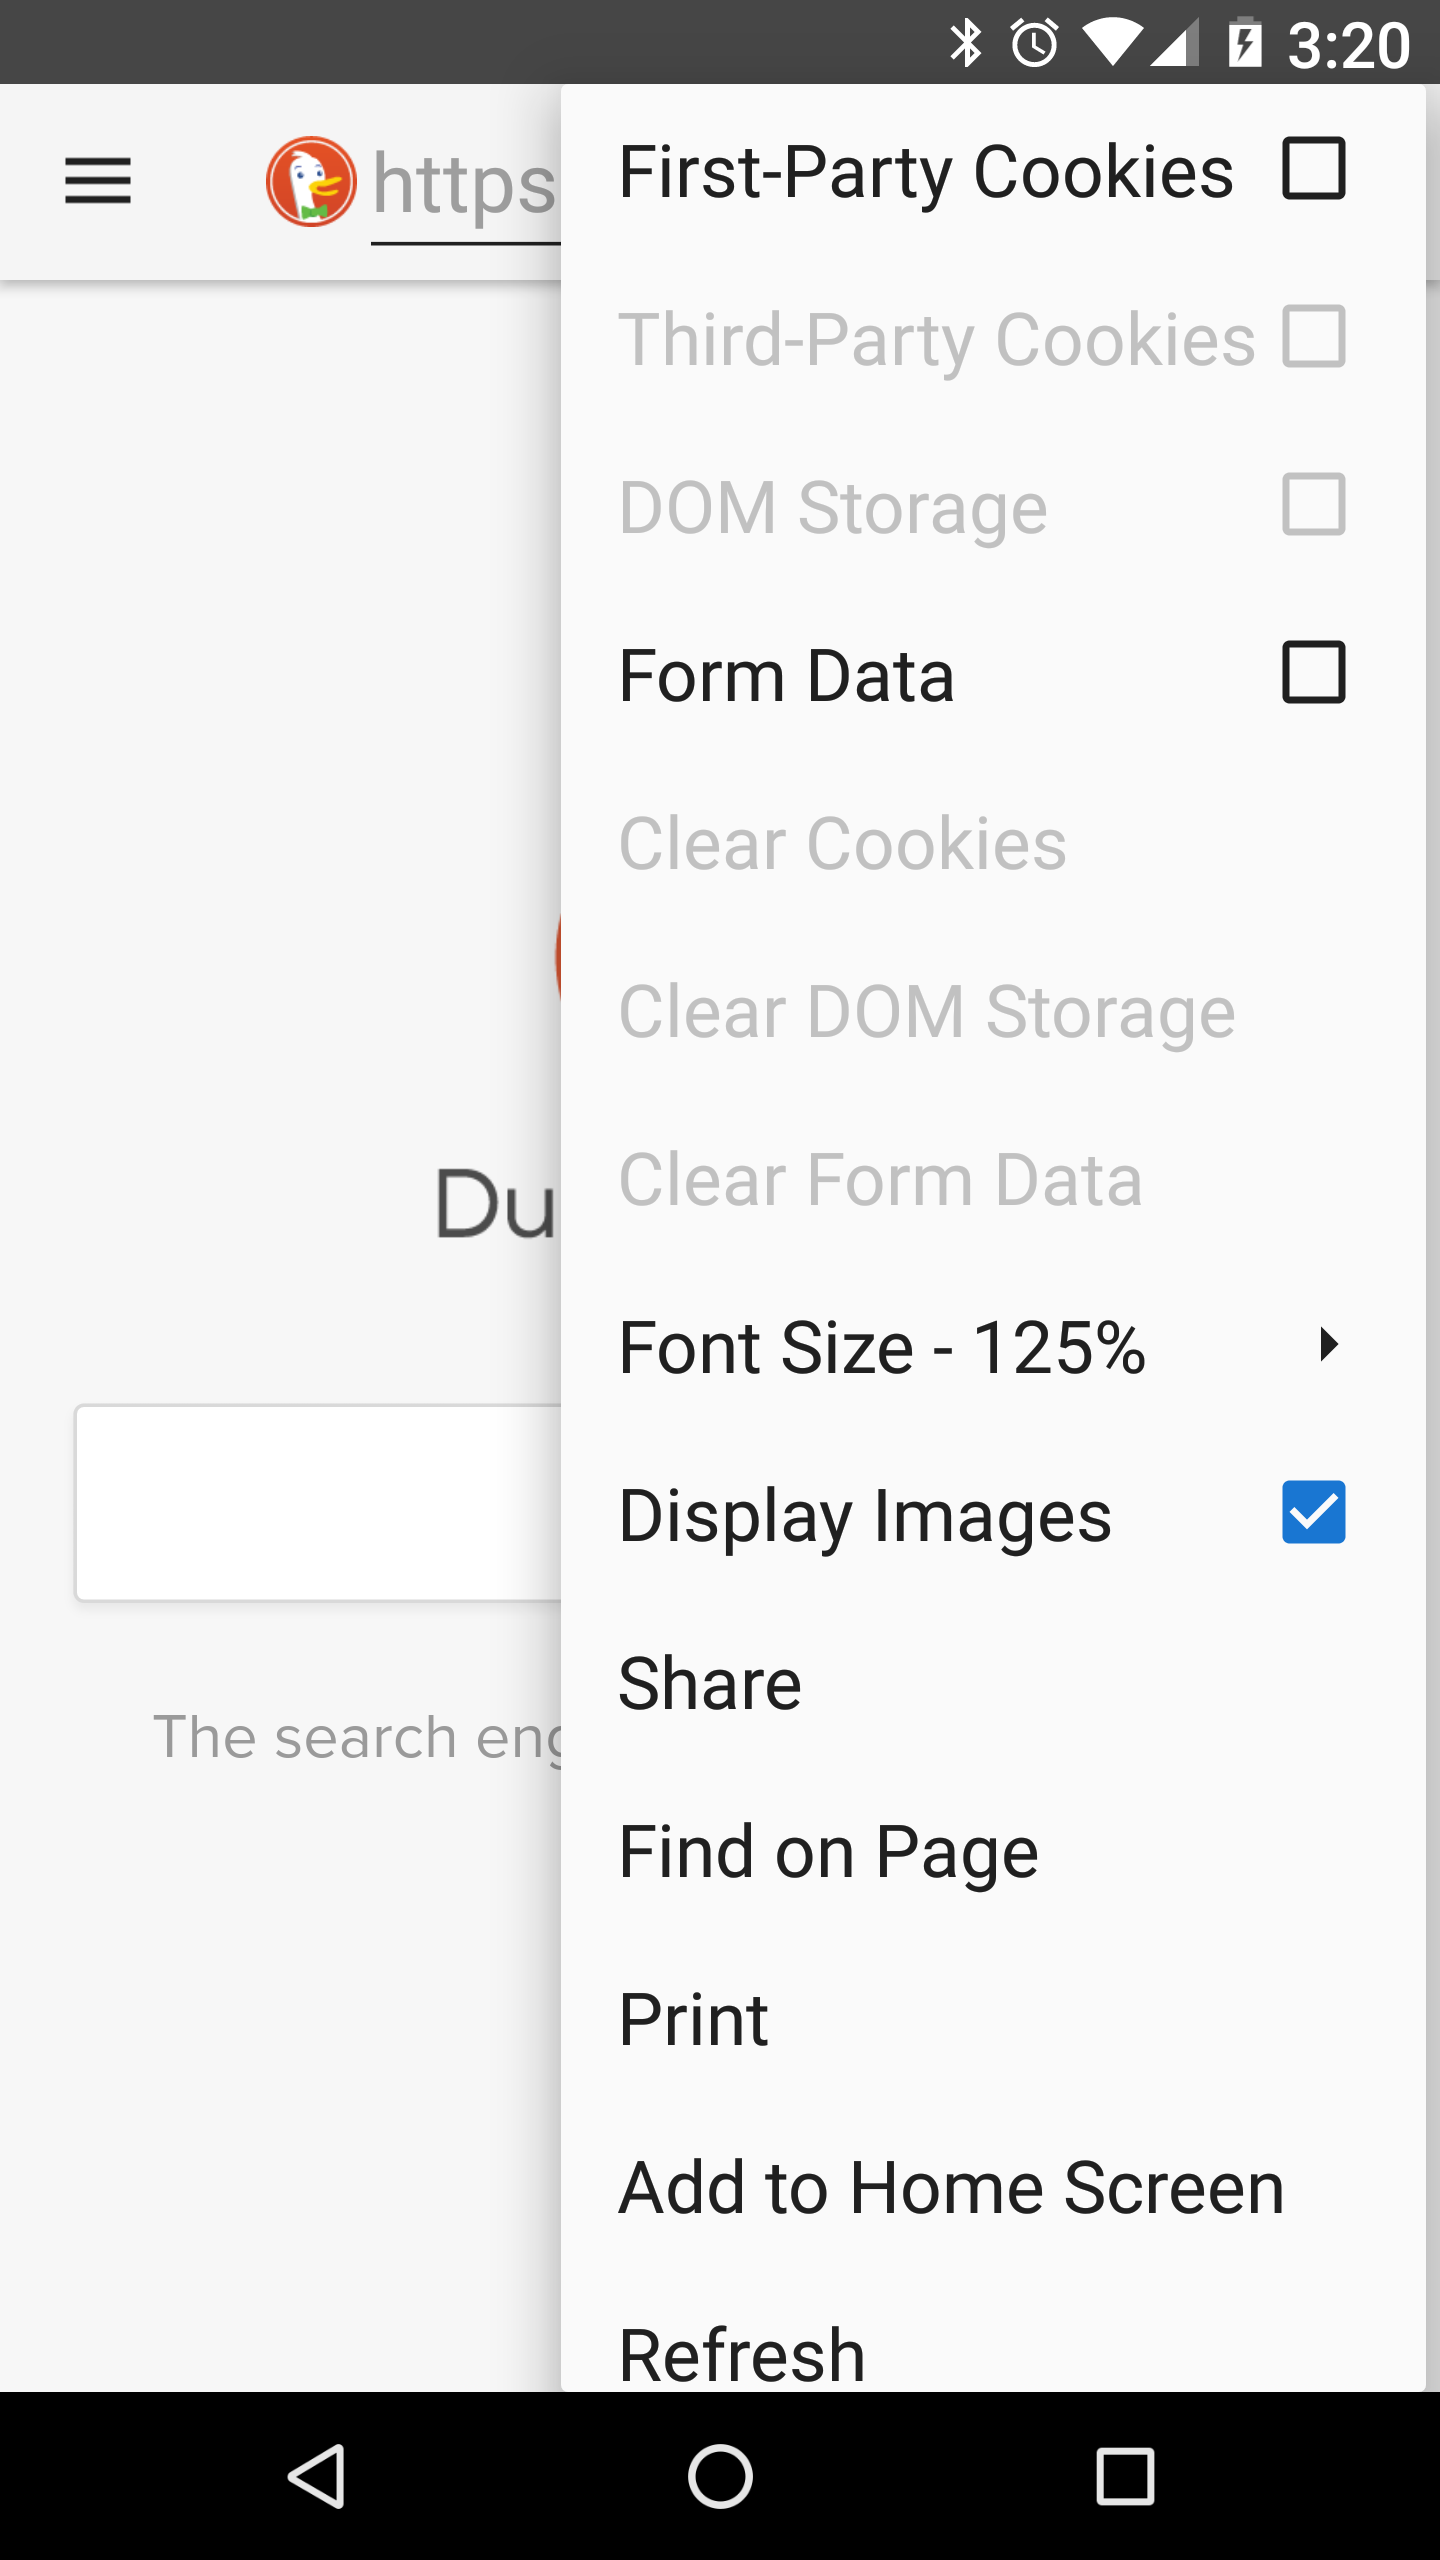 3:20
https
First-Party Cookies
Third-Party Cookies
DOM Storage
Form Data
Clear Cookies
Clear DOM Storage
Clear Form Data
Du
Font Size - 125%
Display Images
Share
The search eng
Find on Page
Print
Add to Home Screen
Refresh